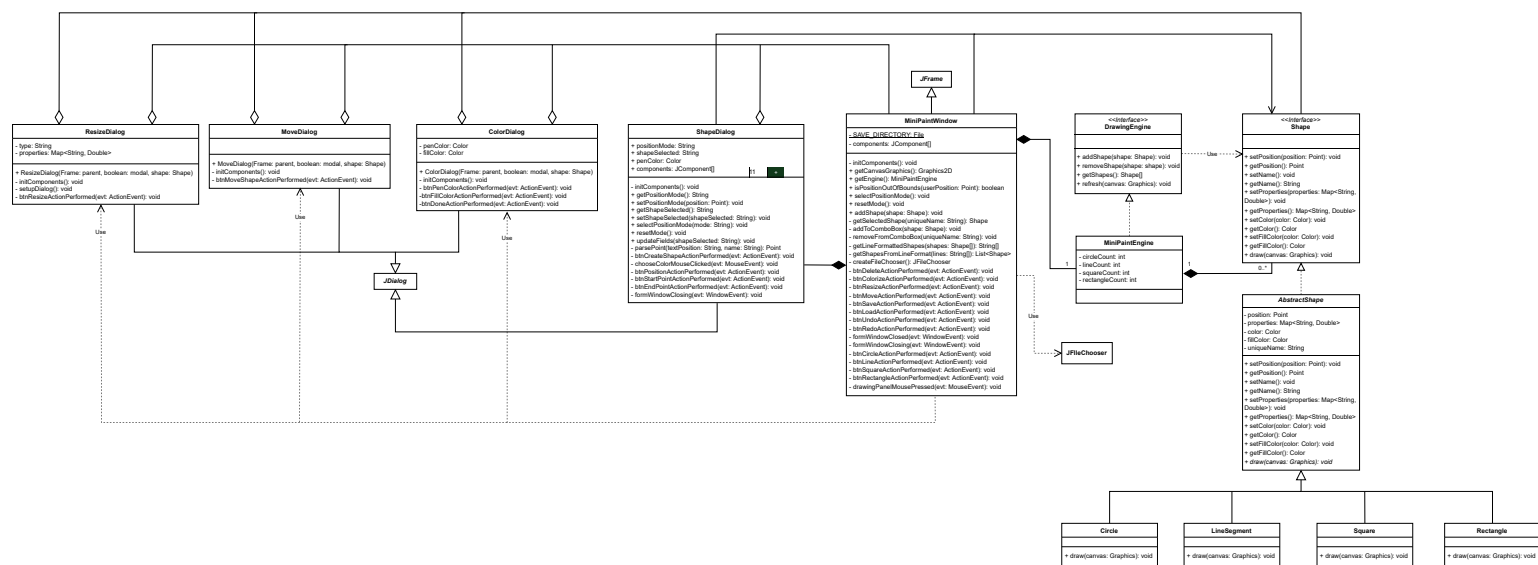 JFrame
ResizeDialog
- type: String
- properties: Map<String, Double>
+ ResizeDialog(Frame: parent, boolean: modal, shape: Shape)
- initComponents(): void
- setupDialog(): void
- btnResizeActionPerformed(evt: ActionEvent): void
MoveDialog
+ MoveDialog(Frame: parent, boolean: modal, shape: Shape)
- initComponents(): void
- btnMoveShapeActionPerformed(evt: ActionEvent): void
ColorDialog
- penColor: Color
- fillColor: Color
+ ColorDialog(Frame: parent, boolean: modal, shape: Shape)
- initComponents(): void
- btnPenColorActionPerformed(evt: ActionEvent): void
-btnFillColorActionPerformed(evt: ActionEvent): void
-btnDoneActionPerformed(evt: ActionEvent): void
ShapeDialog
+ positionMode: String
+ shapeSelected: String
+ penColor: Color
+ components: JComponent[]
11
+
- initComponents(): void
+ getPositionMode(): String
+ setPositionMode(position: Point): void
+ getShapeSelected(): String
+ setShapeSelected(shapeSelected: String): void
- selectPositionMode(mode: String): void
+ resetMode(): void
+ updateFields(shapeSelected: String): void
- parsePoint(textPosition: String, name: String): Point
- btnCreateShapeActionPerformed(evt: ActionEvent): void
- chooseColorMouseClicked(evt: MouseEvent): void
- btnPositionActionPerformed(evt: ActionEvent): void
- btnStartPointActionPerformed(evt: ActionEvent): void
- btnEndPointActionPerformed(evt: ActionEvent): void
- formWindowClosing(evt: WindowEvent): void
MiniPaintWindow
- SAVE_DIRECTORY: File
- components: JComponent[]
- initComponents(): void
+ getCanvasGraphics(): Graphics2D
+ getEngine(): MiniPaintEngine
+ isPositionOutOfBounds(userPosition: Point): boolean
+ selectPositionMode(): void
+ resetMode(): void
+ addShape(shape: Shape): void
- getSelectedShape(uniqueName: String): Shape
- addToComboBox(shape: Shape): void
- removeFromComboBox(uniqueName: String): void
- getLineFormattedShapes(shapes: Shape[]): String[]
- getShapesFromLineFormat(lines: String[]): List<Shape>
- createFileChooser(): JFileChooser
- btnDeleteActionPerformed(evt: ActionEvent): void
- btnColorizeActionPerformed(evt: ActionEvent): void
- btnResizeActionPerformed(evt: ActionEvent): void
- btnMoveActionPerformed(evt: ActionEvent): void
- btnSaveActionPerformed(evt: ActionEvent): void
- btnLoadActionPerformed(evt: ActionEvent): void
- btnUndoActionPerformed(evt: ActionEvent): void
- btnRedoActionPerformed(evt: ActionEvent): void
- formWindowClosed(evt: WindowEvent): void
- formWindowClosing(evt: WindowEvent): void
- btnCircleActionPerformed(evt: ActionEvent): void
- btnLineActionPerformed(evt: ActionEvent): void
- btnSquareActionPerformed(evt: ActionEvent): void
- btnRectangleActionPerformed(evt: ActionEvent): void
- drawingPanelMousePressed(evt: MouseEvent): void
<<Interface>>
DrawingEngine
+ addShape(shape: Shape): void
+ removeShape(shape: shape): void
+ getShapes(): Shape[]
+ refresh(canvas: Graphics): void
Use
<<Interface>>
Shape
+ setPosition(position: Point): void
+ getPosition(): Point
+ setName(): void
+ getName(): String
+ setProperties(properties: Map<String,
Double>): void
+ getProperties(): Map<String, Double>
+ setColor(color: Color): void
+ getColor(): Color
+ setFillColor(color: Color): void
+ getFillColor(): Color
+ draw(canvas: Graphics): void
Use
Use
Use
JDialog
MiniPaintEngine
- circleCount: int
- lineCount: int
- squareCount: int
- rectangleCount: int
1
1
0..*
Use
JFileChooser
AbstractShape
- position: Point
- properties: Map<String, Double>
- color: Color
- fillColor: Color
- uniqueName: String
+ setPosition(position: Point): void
+ getPosition(): Point
+ setName(): void
+ getName(): String
+ setProperties(properties: Map<String,
Double>): void
+ getProperties(): Map<String, Double>
+ setColor(color: Color): void
+ getColor(): Color
+ setFillColor(color: Color): void
+ getFillColor(): Color
+ draw(canvas: Graphics): void
Circle
+ draw(canvas: Graphics): void
LineSegment
+ draw(canvas: Graphics): void
Square
+ draw(canvas: Graphics): void
Rectangle
+ draw(canvas: Graphics): void